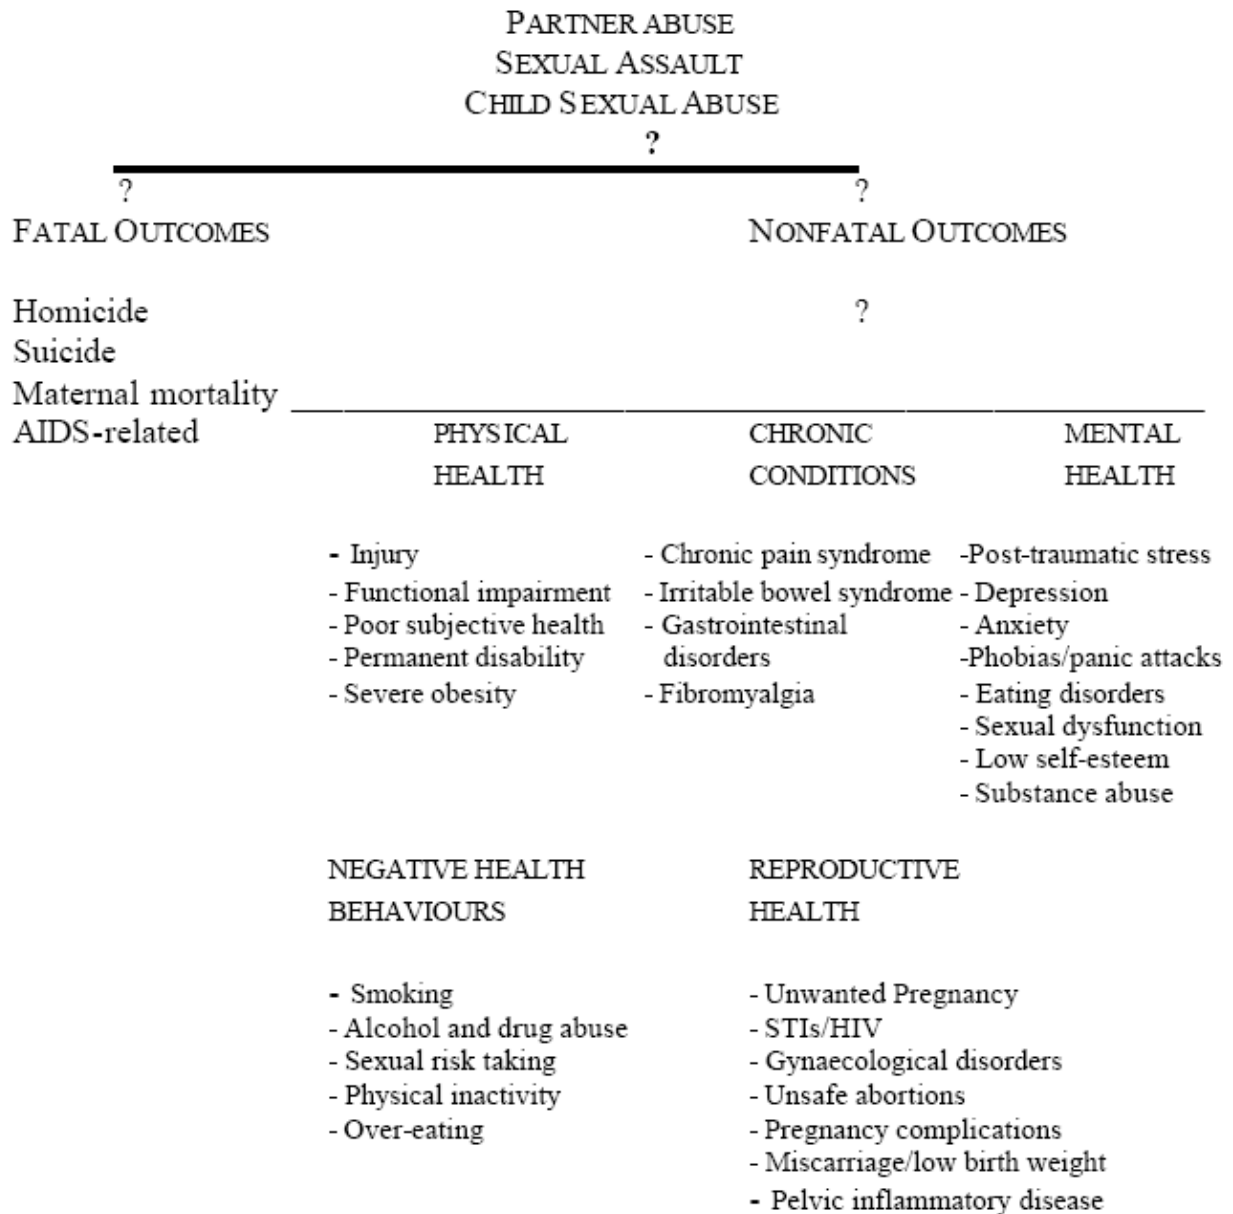 PARTNER ABUSE
SEXUAL ASSAULT
CHILD SEXUAL ABUSE
?
? ?
FATAL OUTCOMES NONFATAL OUTCOMES
Homicide ?
Suicide
Maternal mortality
AIDS-related PHYSICAL CHRONIC MENTAL
HEALTH CONDITIONS HEALTH
- Injury - Chronic pain syndrome -Post-traumatic stress
- Functional impairment - Irritable bowel syndrome - Depression
- Poor subjective health - Gastrointestinal - Anxiety
- Permanent disability disorders -Phobias/panic attacks
- Severe obesity - Fibromyalgia - Eating disorders
- Sexual dysfunction
- Low self-esteem
- Substance abuse
NEGATIVE HEALTH REPRODUCTIVE
BEHAVIOURS HEALTH
- Smoking - Unwanted Pregnancy
- Alcohol and drug abuse - STIs/HIV
- Sexual risk taking - Gynaecological disorders
- Physical inactivity - Unsafe abortions
- Over-eating - Pregnancy complications
- Miscarriage/low birth weight
- Pelvic inflammatory disease